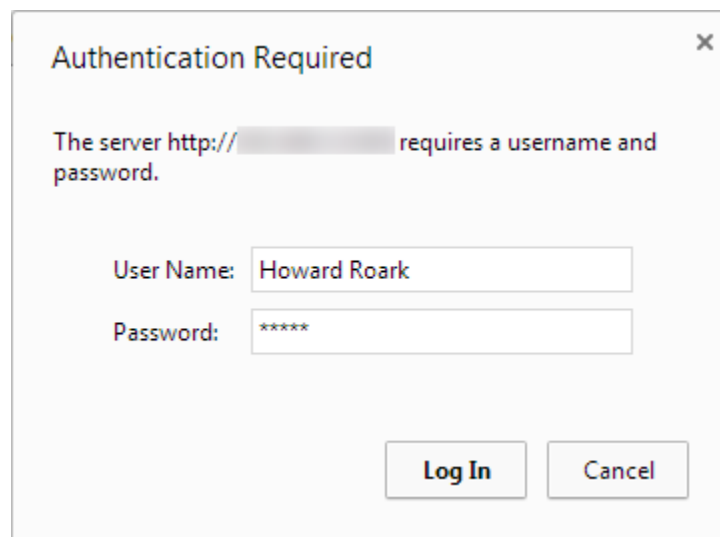 Authentication Required
The server http:// requires a username and
password.
User Name: Howard Roark
Password: *****
Log In Cancel